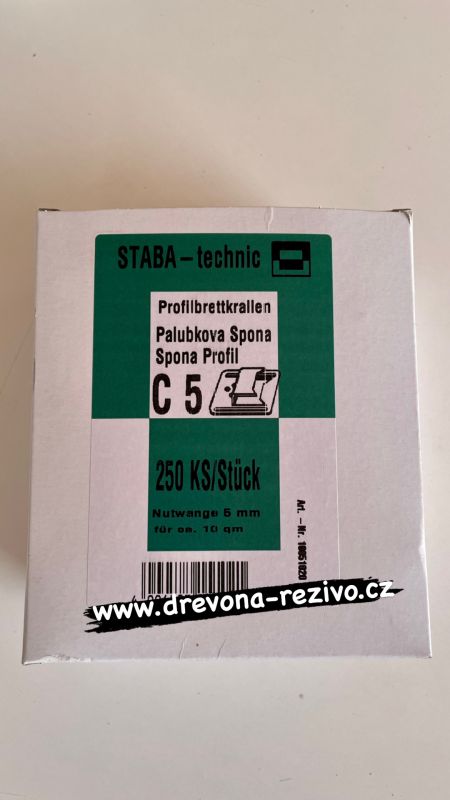 STABA – technic
Profilbrettkrallen
Palubkova Spona
Spona Profil
C 5
250 KS/Stück
Nutwange 5 mm
für ca. 10 qm
Art. – Nr. 10051020
www.drevona-rezivo.cz